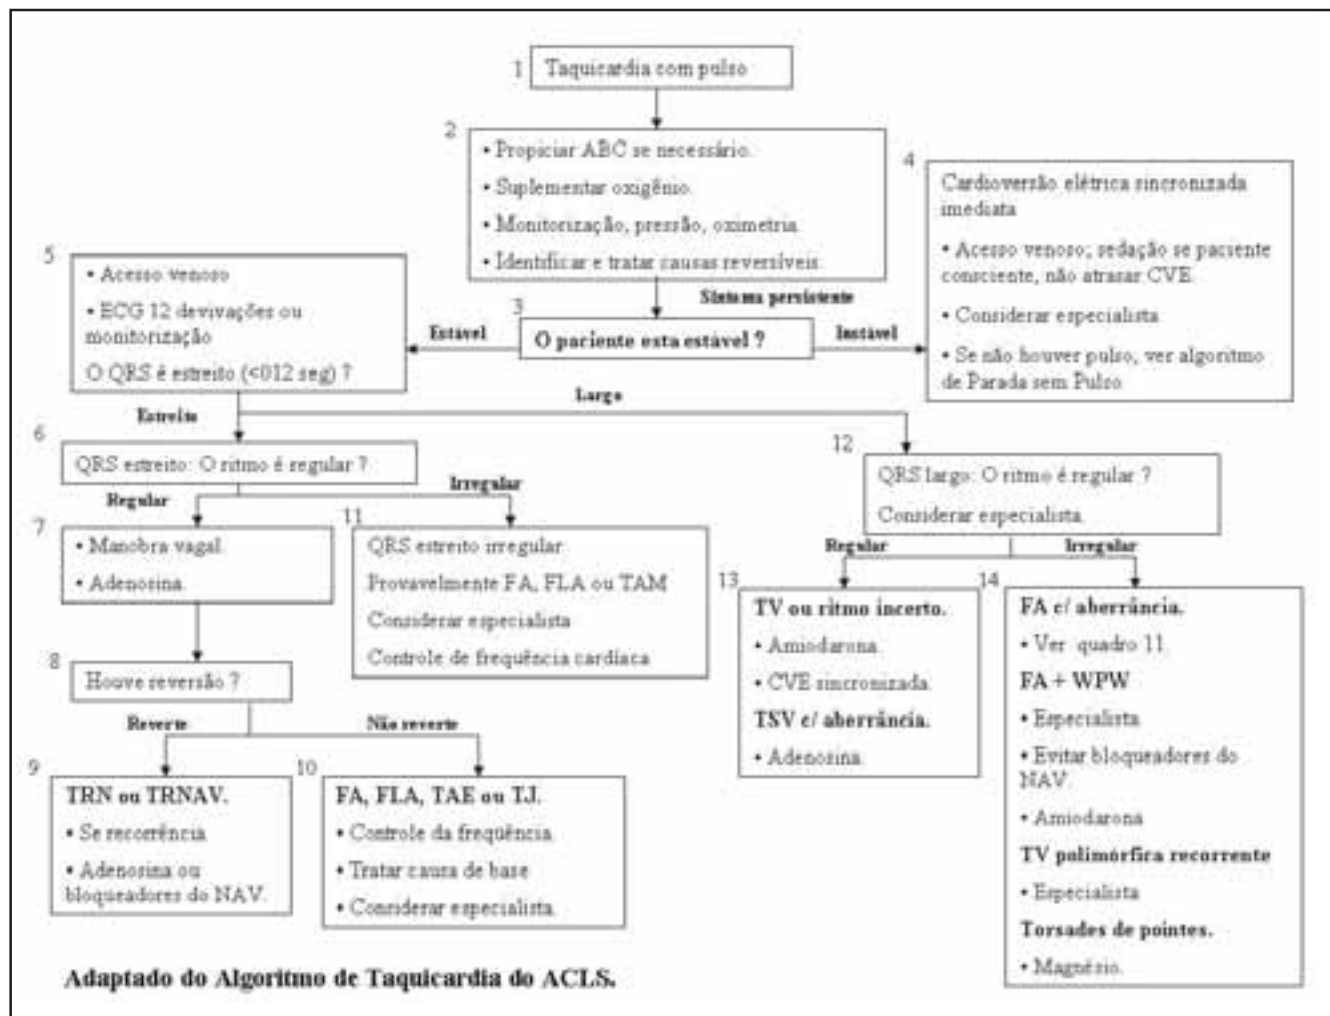 1
Taquicardia com pulso
2
• Propiciar ABC se necessário.
• Suplementar oxigênio.
• Monitorização, pressão, oximetria.
• Identificar e tratar causas reversíveis
Sintoma persistente
3
O paciente esta estável ?
Estável
Instável
4
Cardioversão elétrica sincronizada
imediata
• Acesso venoso; sedação se paciente
consciente, não atrasar CVE.
• Considerar especialista
• Se não houver pulso, ver algoritmo
de Parada sem Pulso
5
• Acesso venoso
• ECG 12 devivações ou
monitorização
O QRS é estreito (<012 seg) ?
Estreito
Largo
6
QRS estreito: O ritmo é regular ?
Regular
Irregular
7
• Manobra vagal.
• Adenosina.
8
Houve reversão ?
Reverte
Não reverte
9
TRN ou TRNAV.
• Se recorrência
• Adenosina ou
bloqueadores do NAV.
10
FA, FLA, TAE ou TJ.
• Controle da freqüência
• Tratar caura de base
• Considerar especialista.
11
QRS estreito irregular
Provavelmente FA, FLA ou TAM
Considerar especialista
Controle de frequência cardíaca
12
QRS largo: O ritmo é regular ?
Considerar especialista.
Regular
Irregular
13
TV ou ritmo incerto.
• Amiodarona.
• CVE sincronizada.
TSV c/ aberrância.
• Adenosina.
14
FA c/ aberrância.
• Ver quadro 11.
FA + WPW
• Especialista
• Evitar bloqueadores do
NAV.
• Amiodarona
TV polimórfica recorrente
• Especialista
Torsades de pointes.
• Magnésio.
Adaptado do Algoritmo de Taquicardia do ACLS.